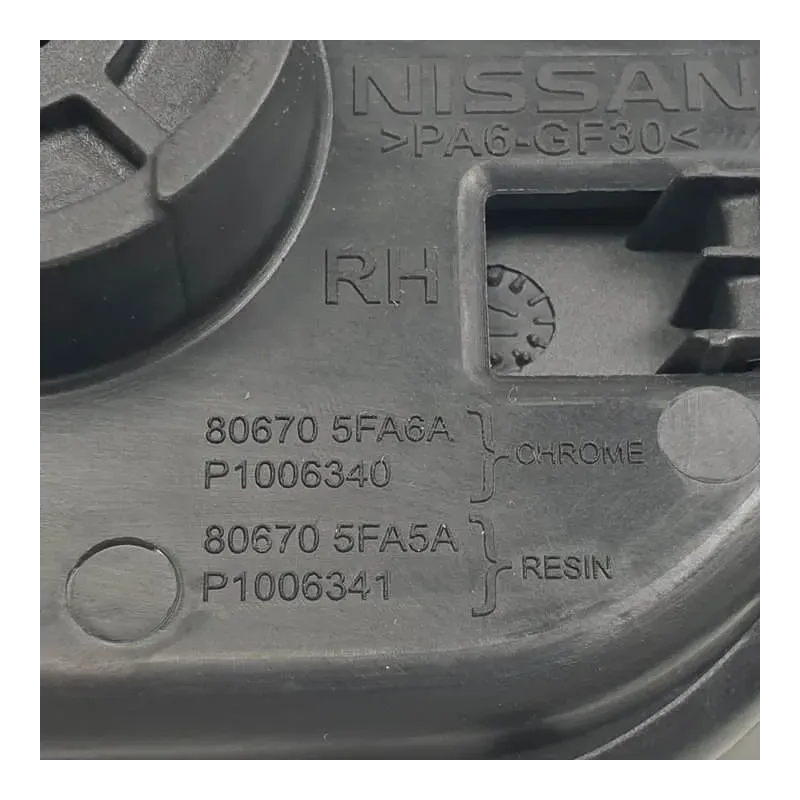 NISSAN
>PA6-GF30<
RH
80670 5FA6A
P1006340
CHROME
80670 5FA5A
P1006341
RESIN